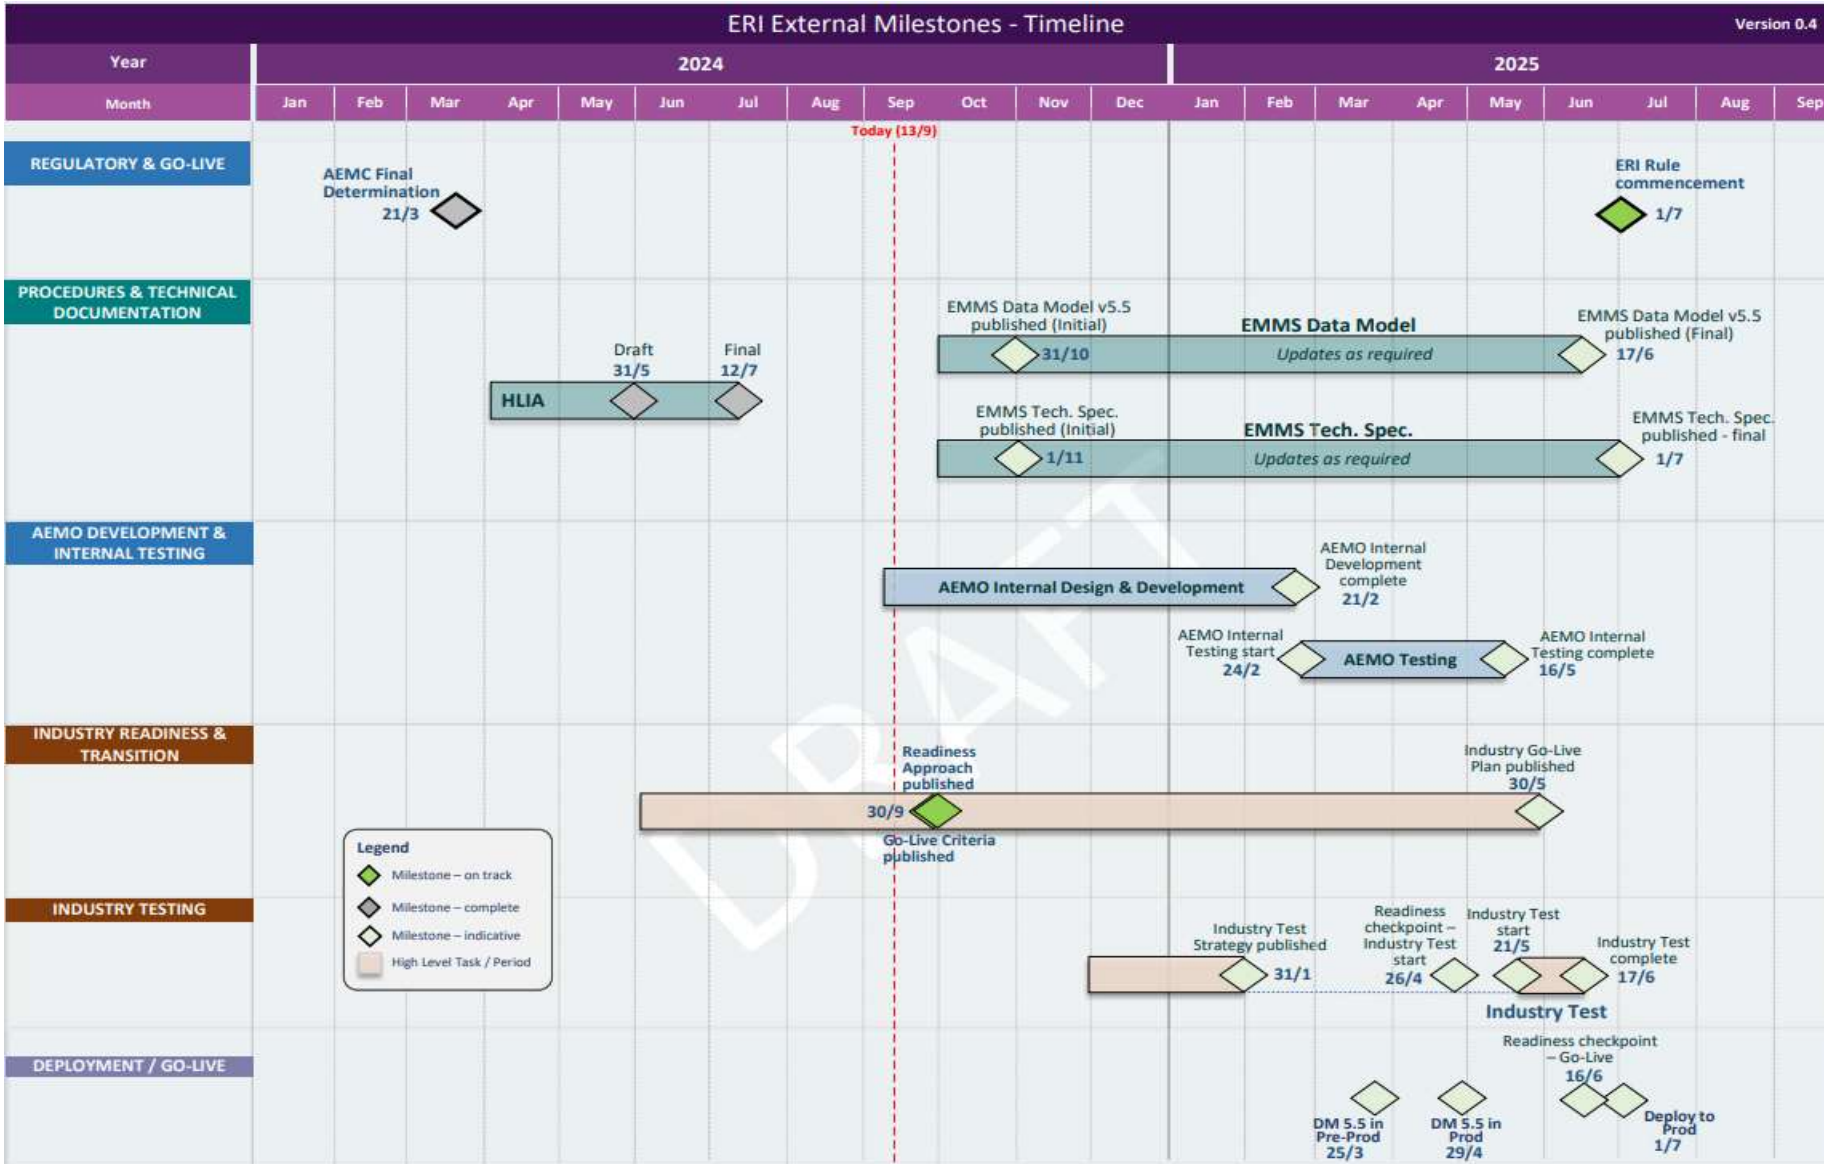 ERI External Milestones - Timeline
Version 0.4
Year
2024
2025
Month
Jan
Feb
Mar
Apr
May
Jun
Jul
Aug
Sep
Oct
Nov
Dec
Jan
Feb
Mar
Apr
May
Jun
Jul
Aug
Sep
Today (13/9)
REGULATORY & GO-LIVE
AEMC Final
Determination
21/3
ERI Rule
commencement
1/7
PROCEDURES & TECHNICAL
DOCUMENTATION
Draft
31/5
Final
12/7
HLIA
EMMS Data Model v5.5
published (Initial)
31/10
EMMS Data Model
Updates as required
EMMS Data Model v5.5
published (Final)
17/6
EMMS Tech. Spec.
published (Initial)
1/11
EMMS Tech. Spec.
Updates as required
EMMS Tech. Spec.
published - final
1/7
AEMO DEVELOPMENT &
INTERNAL TESTING
AEMO Internal Design & Development
AEMO Internal
Development
complete
21/2
AEMO Internal
Testing start
24/2
AEMO Testing
AEMO Internal
Testing complete
16/5
DRAFT
INDUSTRY READINESS &
TRANSITION
Readiness
Approach
published
30/9
Go-Live Criteria
published
Industry Go-Live
Plan published
30/5
Legend
Milestone – on track
Milestone – complete
Milestone – indicative
High Level Task / Period
INDUSTRY TESTING
Industry Test
Strategy published
31/1
Readiness
checkpoint –
Industry Test
start
26/4
Industry Test
start
21/5
Industry Test
complete
17/6
Industry Test
DEPLOYMENT / GO-LIVE
Readiness checkpoint
– Go-Live
16/6
DM 5.5 in
Pre-Prod
25/3
DM 5.5 in
Prod
29/4
Deploy to
Prod
1/7